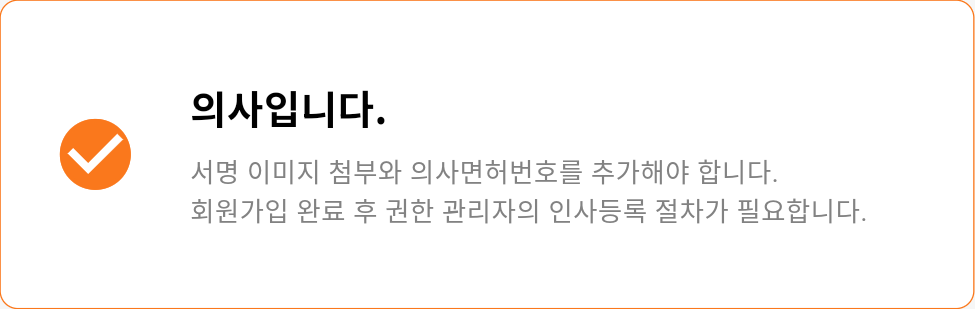 의사입니다.
서명 이미지 첨부와 의사면허번호를 추가해야 합니다.
회원가입 완료 후 권한 관리자의 인사등록 절차가 필요합니다.